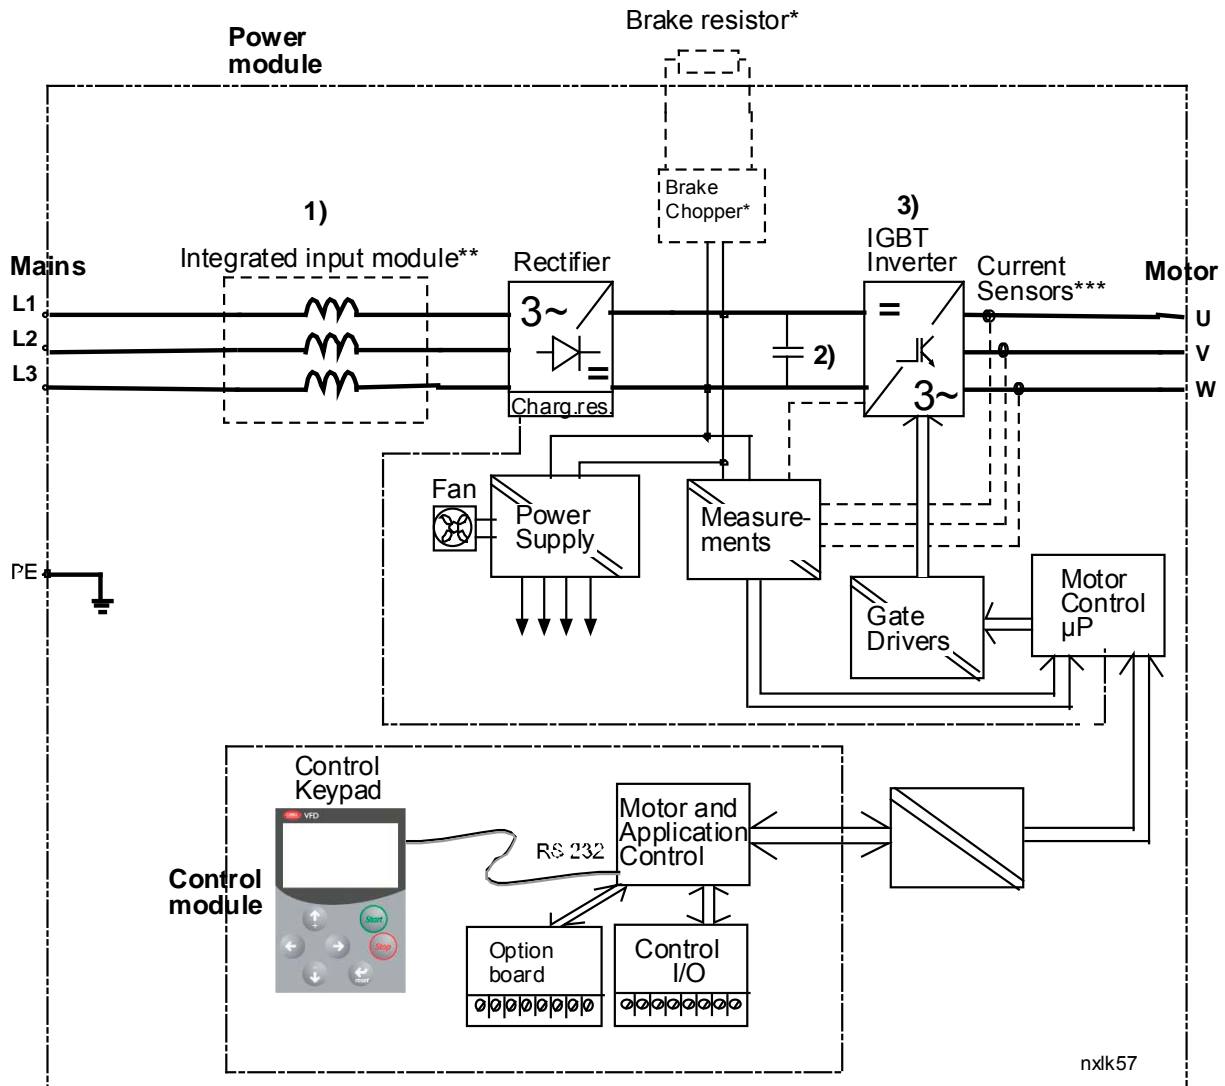 Brake resistor*
Power
module
Brake
Chopper*
1)
3)
Integrated input module**
Rectifier
IGBT
Inverter
Current
Sensors***
Mains
Motor
L1
L2
L3
3~
=
Charg.res.
2)
=
3~
U
V
W
Fan
Power
Supply
Measure-
ments
PE
Gate
Drivers
Motor
Control
µP
Control
Keypad
VFD
Start
Stop
reset
RS 232
Motor and
Application
Control
Control
module
Option
board
Control
I/O
nxlk57